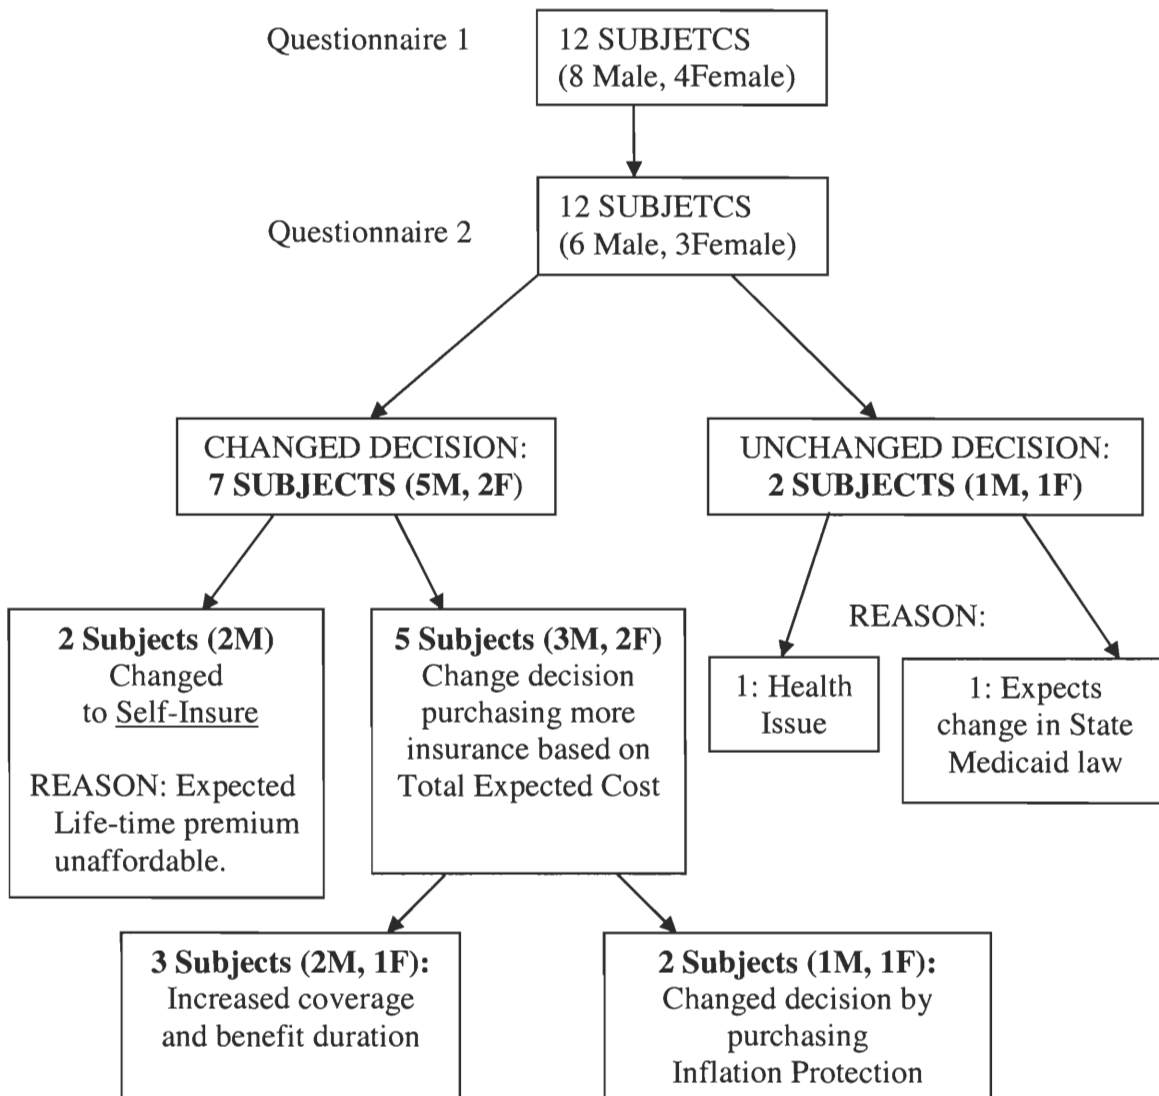 Questionnaire 1
12 SUBJETCS
(8 Male, 4Female)
Questionnaire 2
12 SUBJETCS
(6 Male, 3Female)
CHANGED DECISION:
7 SUBJECTS (5M, 2F)
UNCHANGED DECISION:
2 SUBJECTS (1M, 1F)
2 Subjects (2M)
Changed
to Self-Insure
REASON: Expected
Life-time premium
unaffordable.
5 Subjects (3M, 2F)
Change decision
purchasing more
insurance based on
Total Expected Cost
REASON:
1: Health
Issue
1: Expects
change in State
Medicaid law
3 Subjects (2M, 1F):
Increased coverage
and benefit duration
2 Subjects (1M, 1F):
Changed decision by
purchasing
Inflation Protection